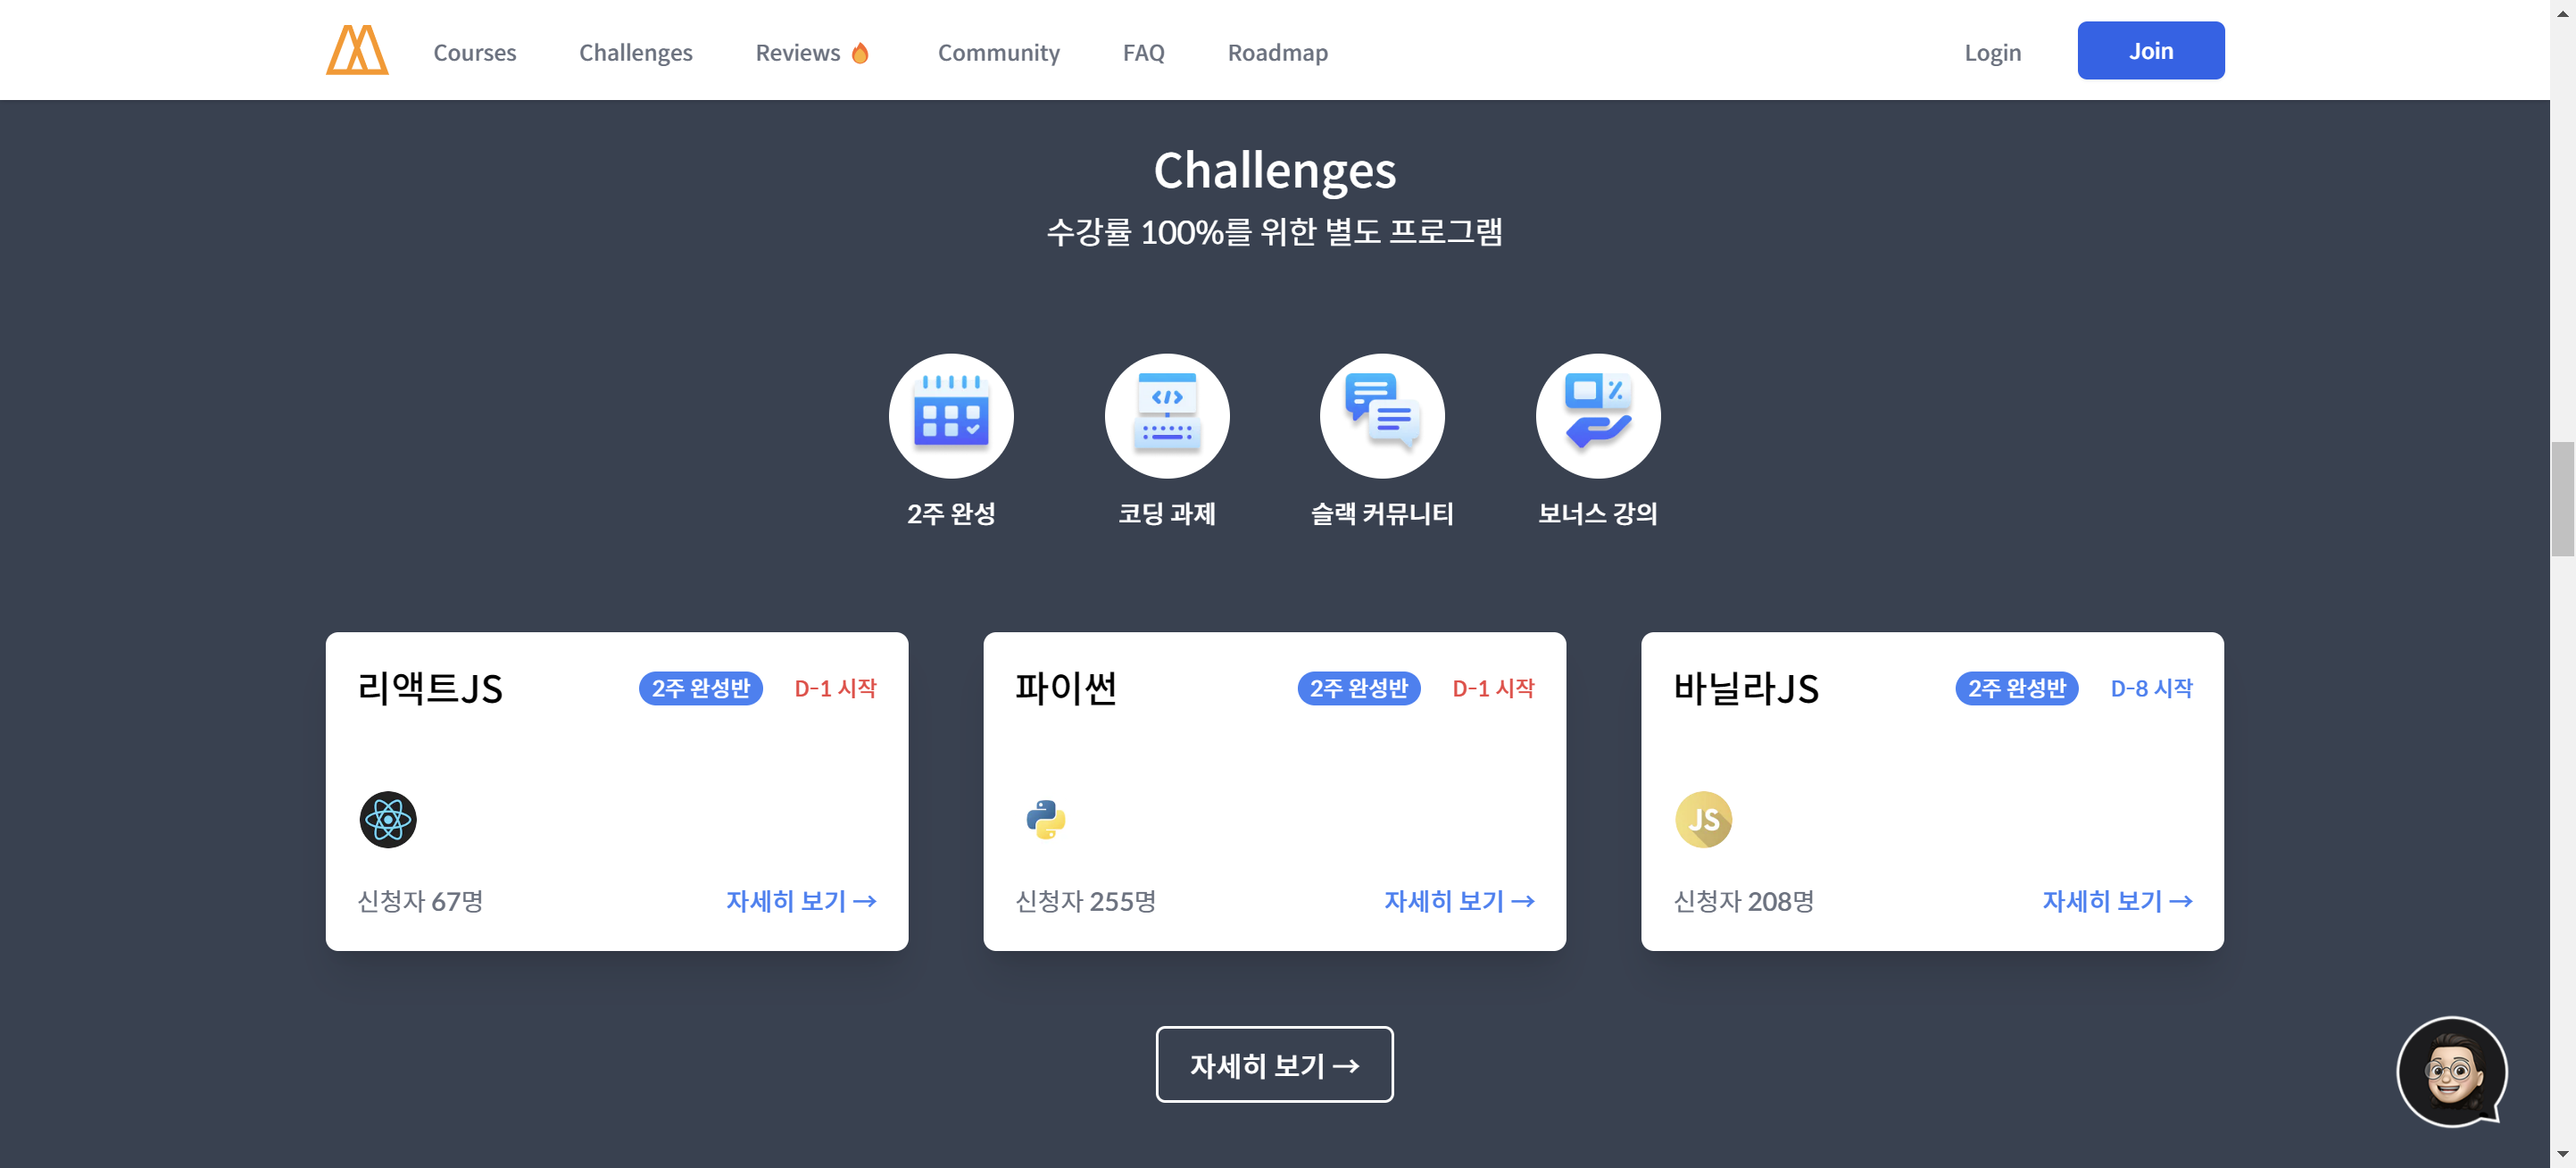 Courses Challenges Reviews 🔥 Community FAQ Roadmap Login Join
Challenges
수강률 100%를 위한 별도 프로그램
2주 완성 코딩 과제 슬랙 커뮤니티 보너스 강의
리액트JS 2주 완성반 D-1 시작
신청자 67명 자세히 보기 →
파이썬 2주 완성반 D-1 시작
신청자 255명 자세히 보기 →
바닐라JS 2주 완성반 D-8 시작
JS
신청자 208명 자세히 보기 →
자세히 보기 →